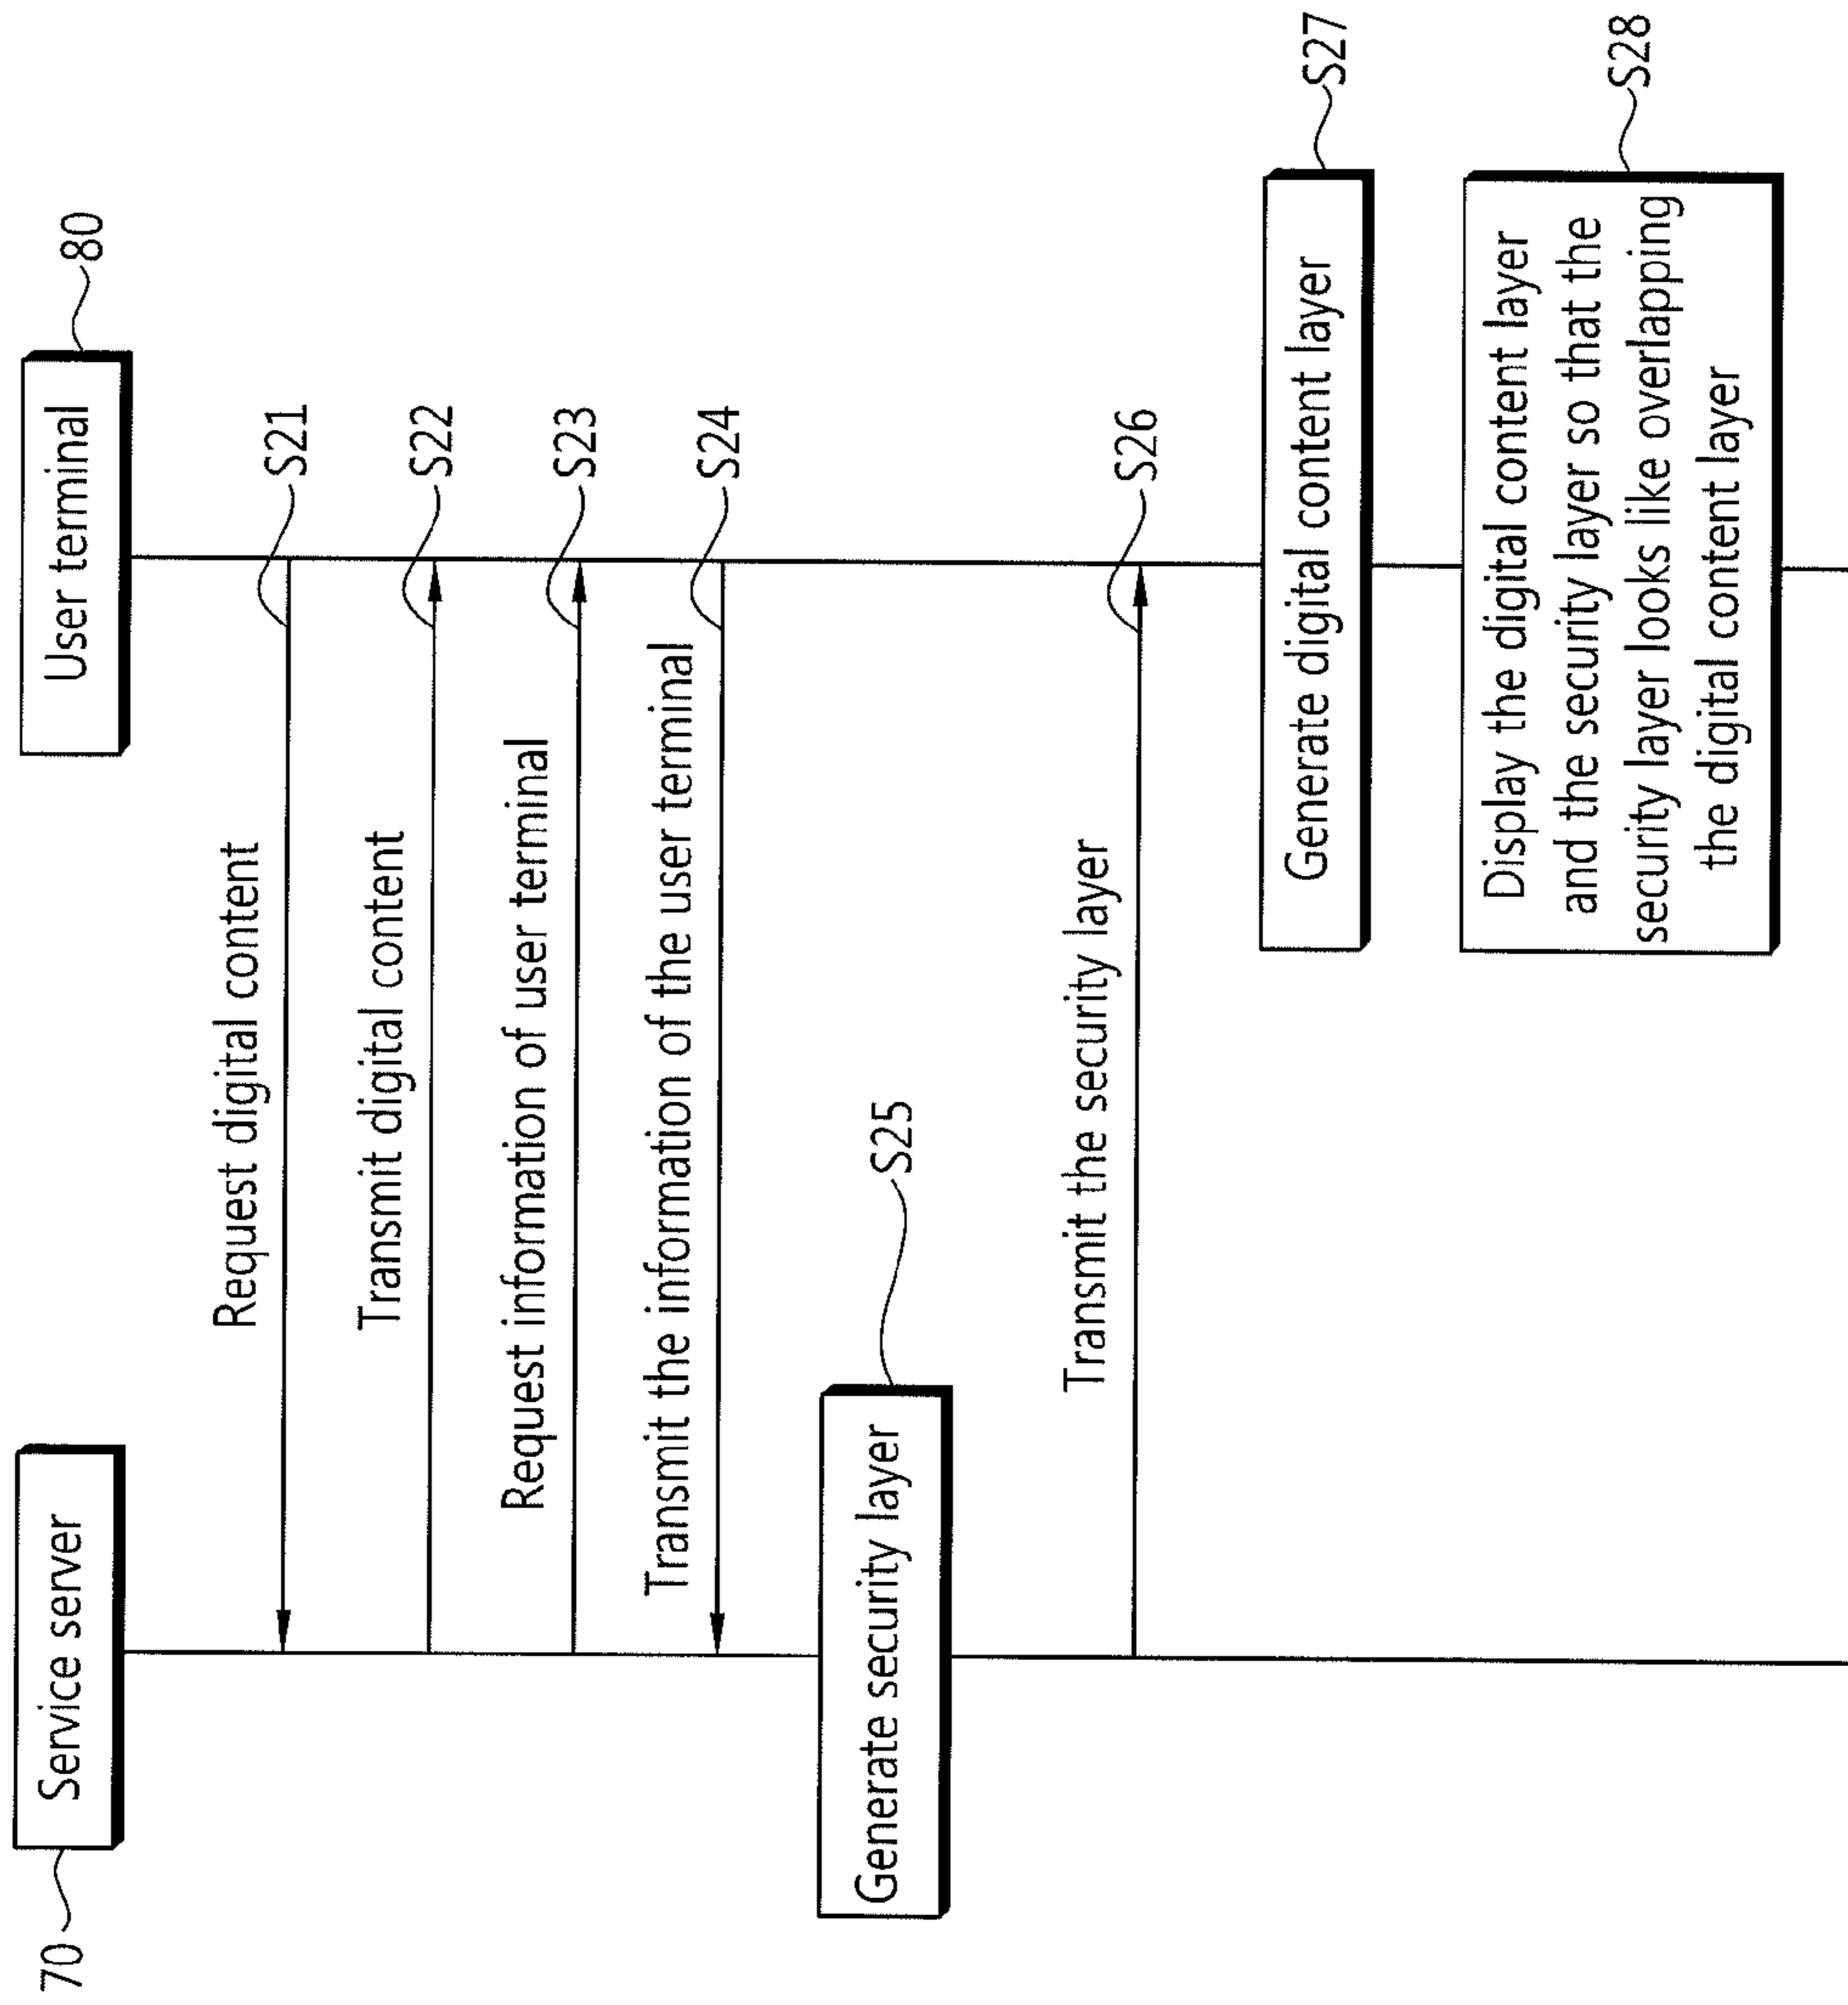 70
Service server
User terminal
80
Request digital content
S21
Transmit digital content
S22
Request information of user terminal
S23
Transmit the information of the user terminal
S24
Generate security layer
S25
Transmit the security layer
S26
Generate digital content layer
S27
Display the digital content layer
and the security layer so that the
security layer looks like overlapping
the digital content layer
S28